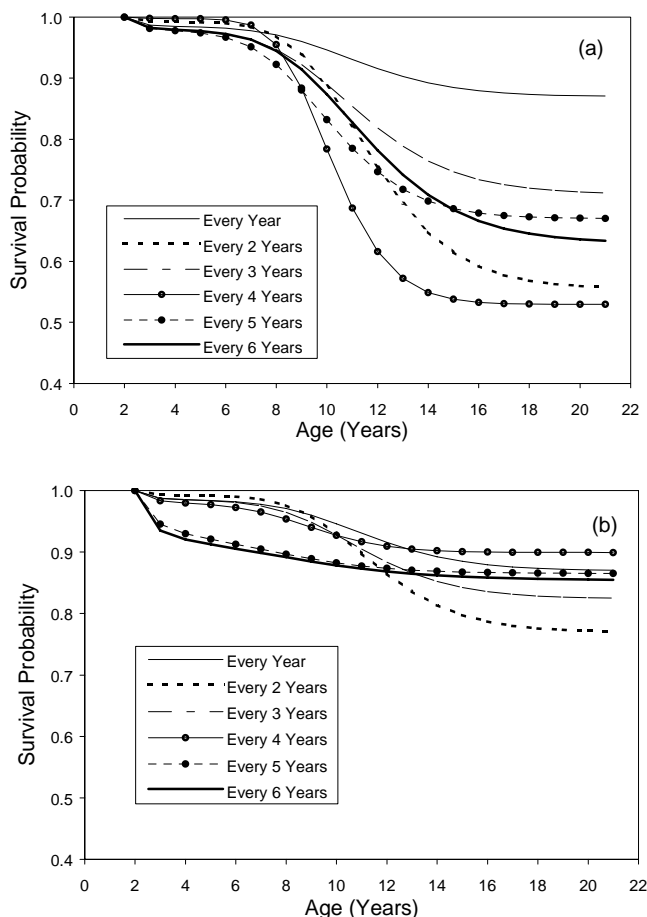 (a)
Survival Probability
1.0
0.9
0.8
0.7
0.6
0.5
0.4
Every Year
Every 2 Years
Every 3 Years
Every 4 Years
Every 5 Years
Every 6 Years
0 2 4 6 8 10 12 14 16 18 20 22
Age (Years)
(b)
Survival Probability
1.0
0.9
0.8
0.7
0.6
0.5
0.4
Every Year
Every 2 Years
Every 3 Years
Every 4 Years
Every 5 Years
Every 6 Years
0 2 4 6 8 10 12 14 16 18 20 22
Age (Years)